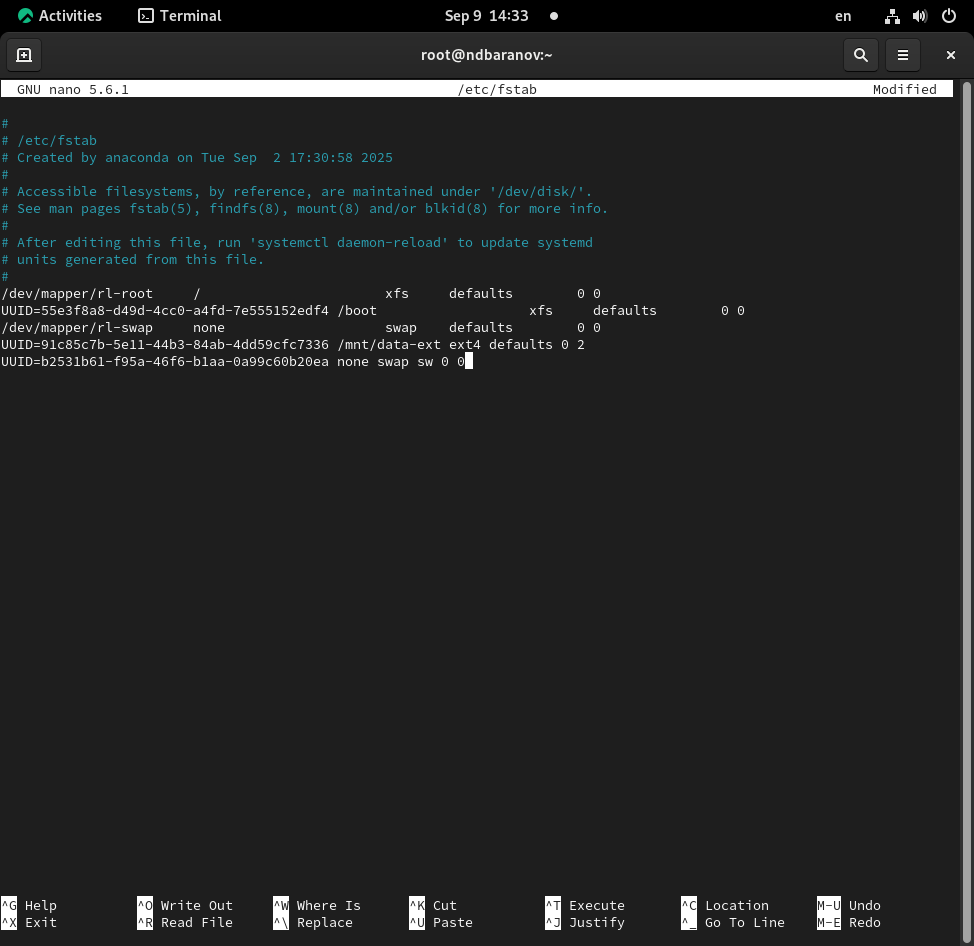 Activities Terminal Sep 9 14:33 en
root@ndbaranov:~
GNU nano 5.6.1 /etc/fstab Modified
#
# /etc/fstab
# Created by anaconda on Tue Sep  2 17:30:58 2025
#
# Accessible filesystems, by reference, are maintained under '/dev/disk/'.
# See man pages fstab(5), findfs(8), mount(8) and/or blkid(8) for more info.
#
# After editing this file, run 'systemctl daemon-reload' to update systemd
# units generated from this file.
#
/dev/mapper/rl-root     /                       xfs     defaults        0 0
UUID=55e3f8a8-d49d-4cc0-a4fd-7e555152edf4 /boot                   xfs     defaults        0 0
/dev/mapper/rl-swap     none                    swap    defaults        0 0
UUID=91c85c7b-5e11-44b3-84ab-4dd59cfc7336 /mnt/data-ext ext4 defaults 0 2
UUID=b2531b61-f95a-46f6-b1aa-0a99c60b20ea none swap sw 0 0
^G Help ^O Write Out ^W Where Is ^K Cut ^T Execute ^C Location M-U Undo
^X Exit ^R Read File ^\ Replace ^U Paste ^J Justify ^_ Go To Line M-E Redo